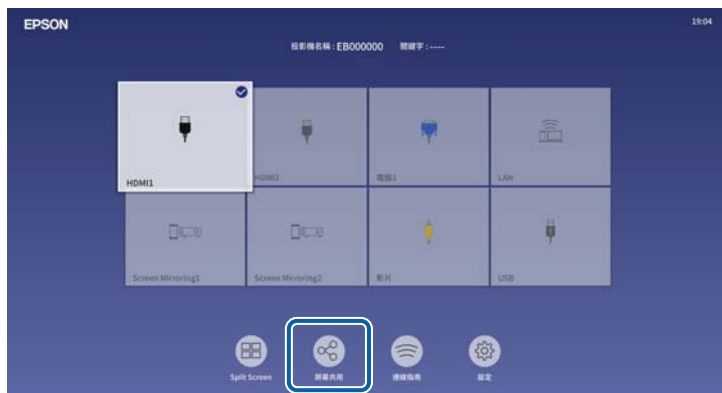 EPSON
19:04
投影機名稱 : EB000000 關鍵字 : ----
HDMI1
HDMI2
電腦1
LAN
Screen Mirroring1
Screen Mirroring2
影片
USB
Split Screen
屏幕共用
連線指南
設定